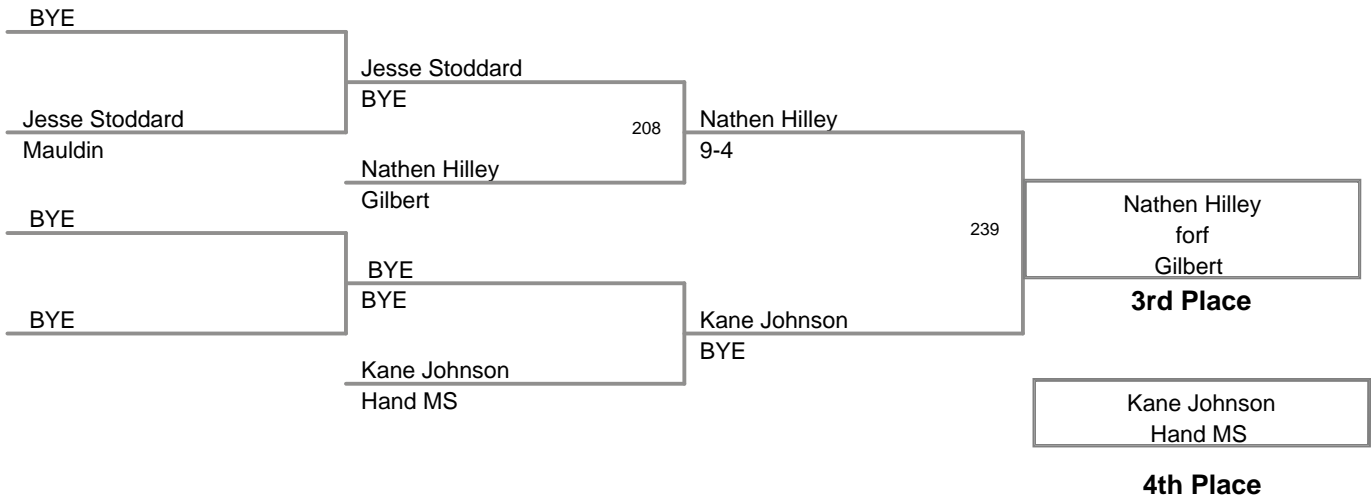 BYE
Jesse Stoddard
BYE
Jesse Stoddard
Mauldin
208
Nathen Hilley
9-4
Nathen Hilley
Gilbert
BYE
239
Nathen Hilley
forf
Gilbert
3rd Place
BYE
BYE
BYE
Kane Johnson
BYE
Kane Johnson
Hand MS
Kane Johnson
Hand MS
4th Place